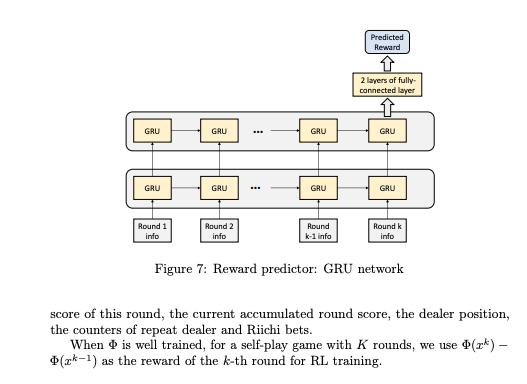 Predicted
Reward
2 layers of fully-
connected layer
GRU GRU ... GRU GRU
GRU GRU ... GRU GRU
Round 1 info Round 2 info Round k-1 info Round k info
Figure 7: Reward predictor: GRU network
score of this round, the current accumulated round score, the dealer position,
the counters of repeat dealer and Riichi bets.
When Φ is well trained, for a self-play game with K rounds, we use Φ(x^k) −
Φ(x^{k−1}) as the reward of the k-th round for RL training.